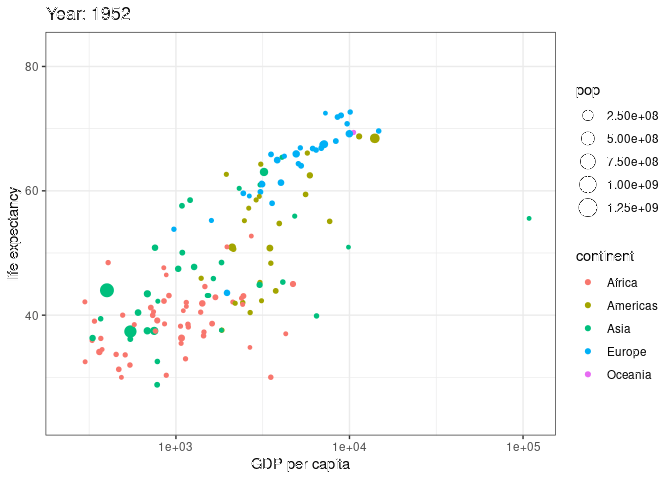 Year: 1952
80
60
40
life expectancy
1e+03
1e+04
1e+05
GDP per capita
pop
2.50e+08
5.00e+08
7.50e+08
1.00e+09
1.25e+09
continent
Africa
Americas
Asia
Europe
Oceania